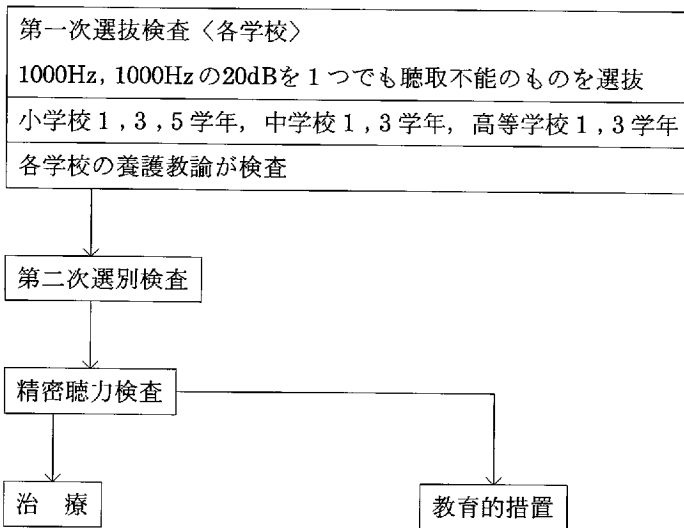 第一次選抜検査〈各学校〉
1000Hz, 1000Hzの20dBを1つでも聴取不能のものを選抜
小学校1,3,5学年, 中学校1,3学年, 高等学校1,3学年
各学校の養護教諭が検査
第二次選別検査
精密聴力検査
治 療
教育的措置